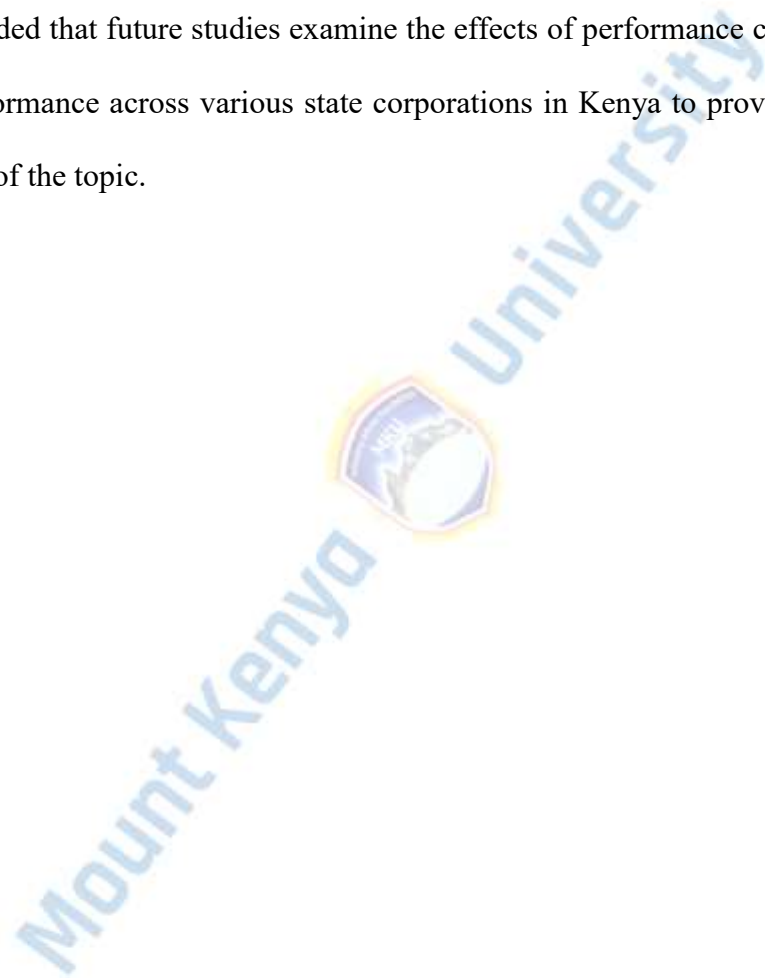 ded that future studies examine the effects of performance c
ormance across various state corporations in Kenya to prov
of the topic.
Mount Kenya University
MKU